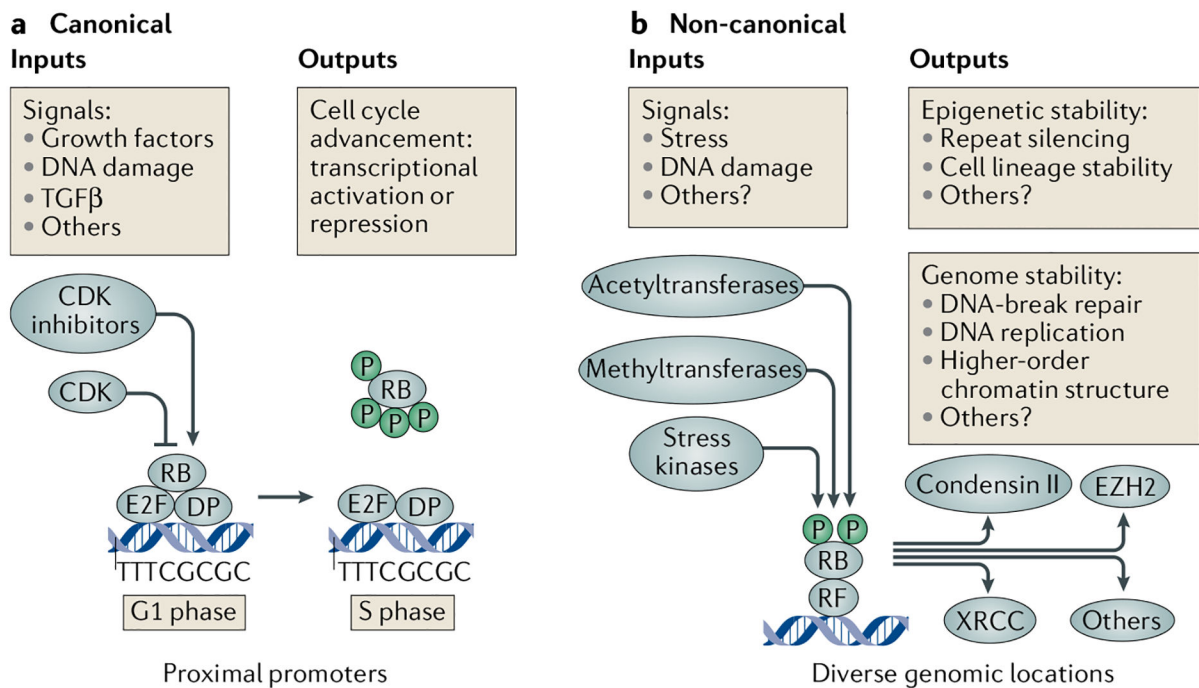 a Canonical
Inputs
Outputs
Signals:
• Growth factors
• DNA damage
• TGFβ
• Others
Cell cycle
advancement:
transcriptional
activation or
repression
CDK
inhibitors
CDK
RB
E2F
DP
TTTCGCGC
G1 phase
P
RB
P
P
P
E2F
DP
TTTCGCGC
S phase
Proximal promoters
b Non-canonical
Inputs
Outputs
Signals:
• Stress
• DNA damage
• Others?
Epigenetic stability:
• Repeat silencing
• Cell lineage stability
• Others?
Genome stability:
• DNA-break repair
• DNA replication
• Higher-order
chromatin structure
• Others?
Acetyltransferases
Methyltransferases
Stress
kinases
P
P
RB
RF
Condensin II
EZH2
XRCC
Others
Diverse genomic locations